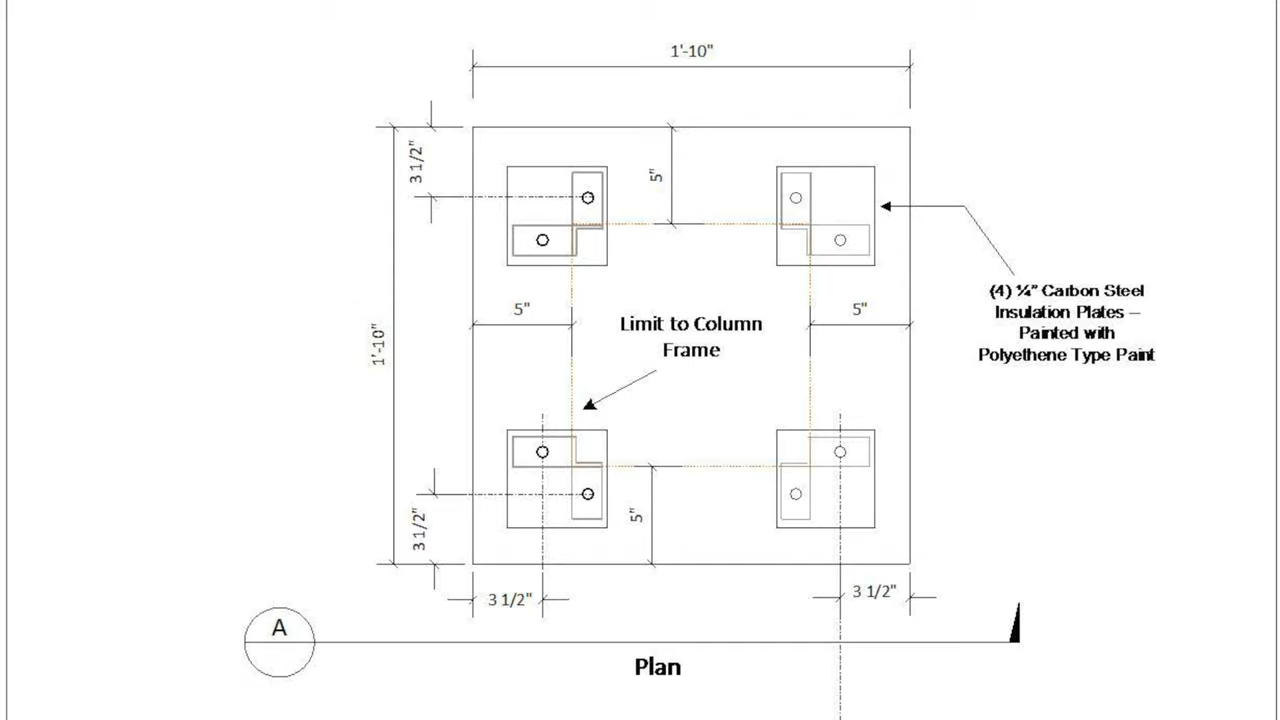 1'-10"
3 1/2"
5"
5"
Limit to Column
Frame
5"
(4) ¼" Carbon Steel
Insulation Plates –
Painted with
Polyethene Type Paint
1'-10"
3 1/2"
5"
3 1/2"
3 1/2"
A
Plan